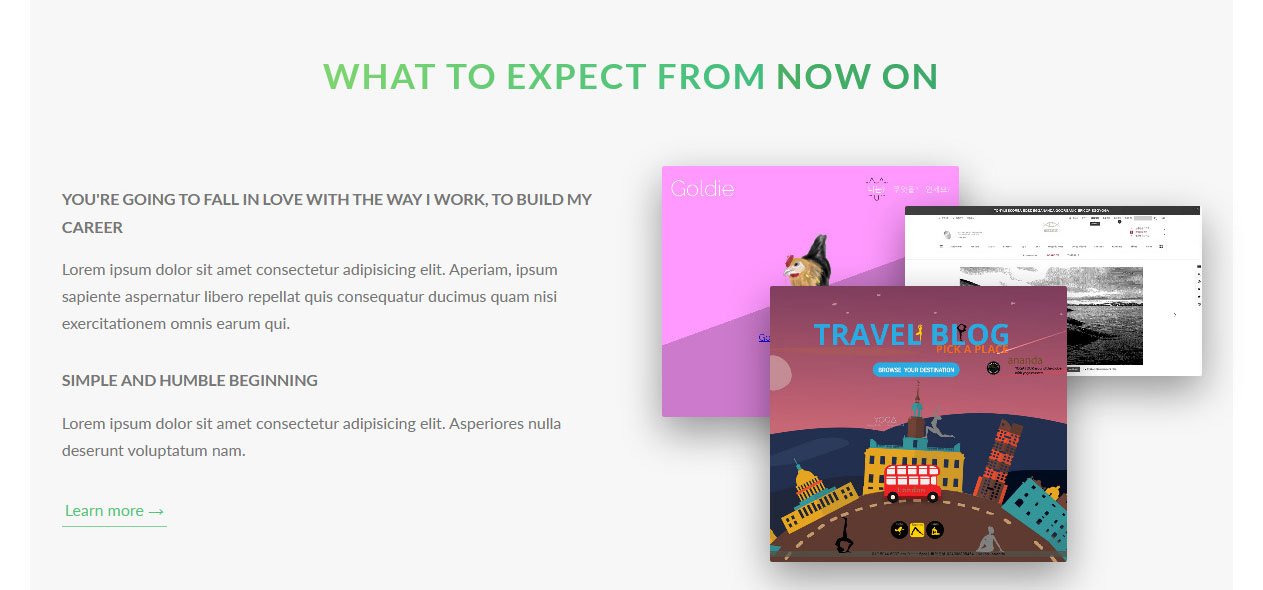 WHAT TO EXPECT FROM NOW ON
YOU'RE GOING TO FALL IN LOVE WITH THE WAY I WORK, TO BUILD MY
CAREER
Lorem ipsum dolor sit amet consectetur adipisicing elit. Aperiam, ipsum
sapiente aspernatur libero repellat quis consequatur ducimus quam nisi
exercitationem omnis earum qui.
SIMPLE AND HUMBLE BEGINNING
Lorem ipsum dolor sit amet consectetur adipisicing elit. Asperiores nulla
deserunt voluptatum nam.
Learn more →
Goldie
TRAVEL BLOG
PICK A PLACE
ananda
BROWSE YOUR DESTINATION
YOGA
London